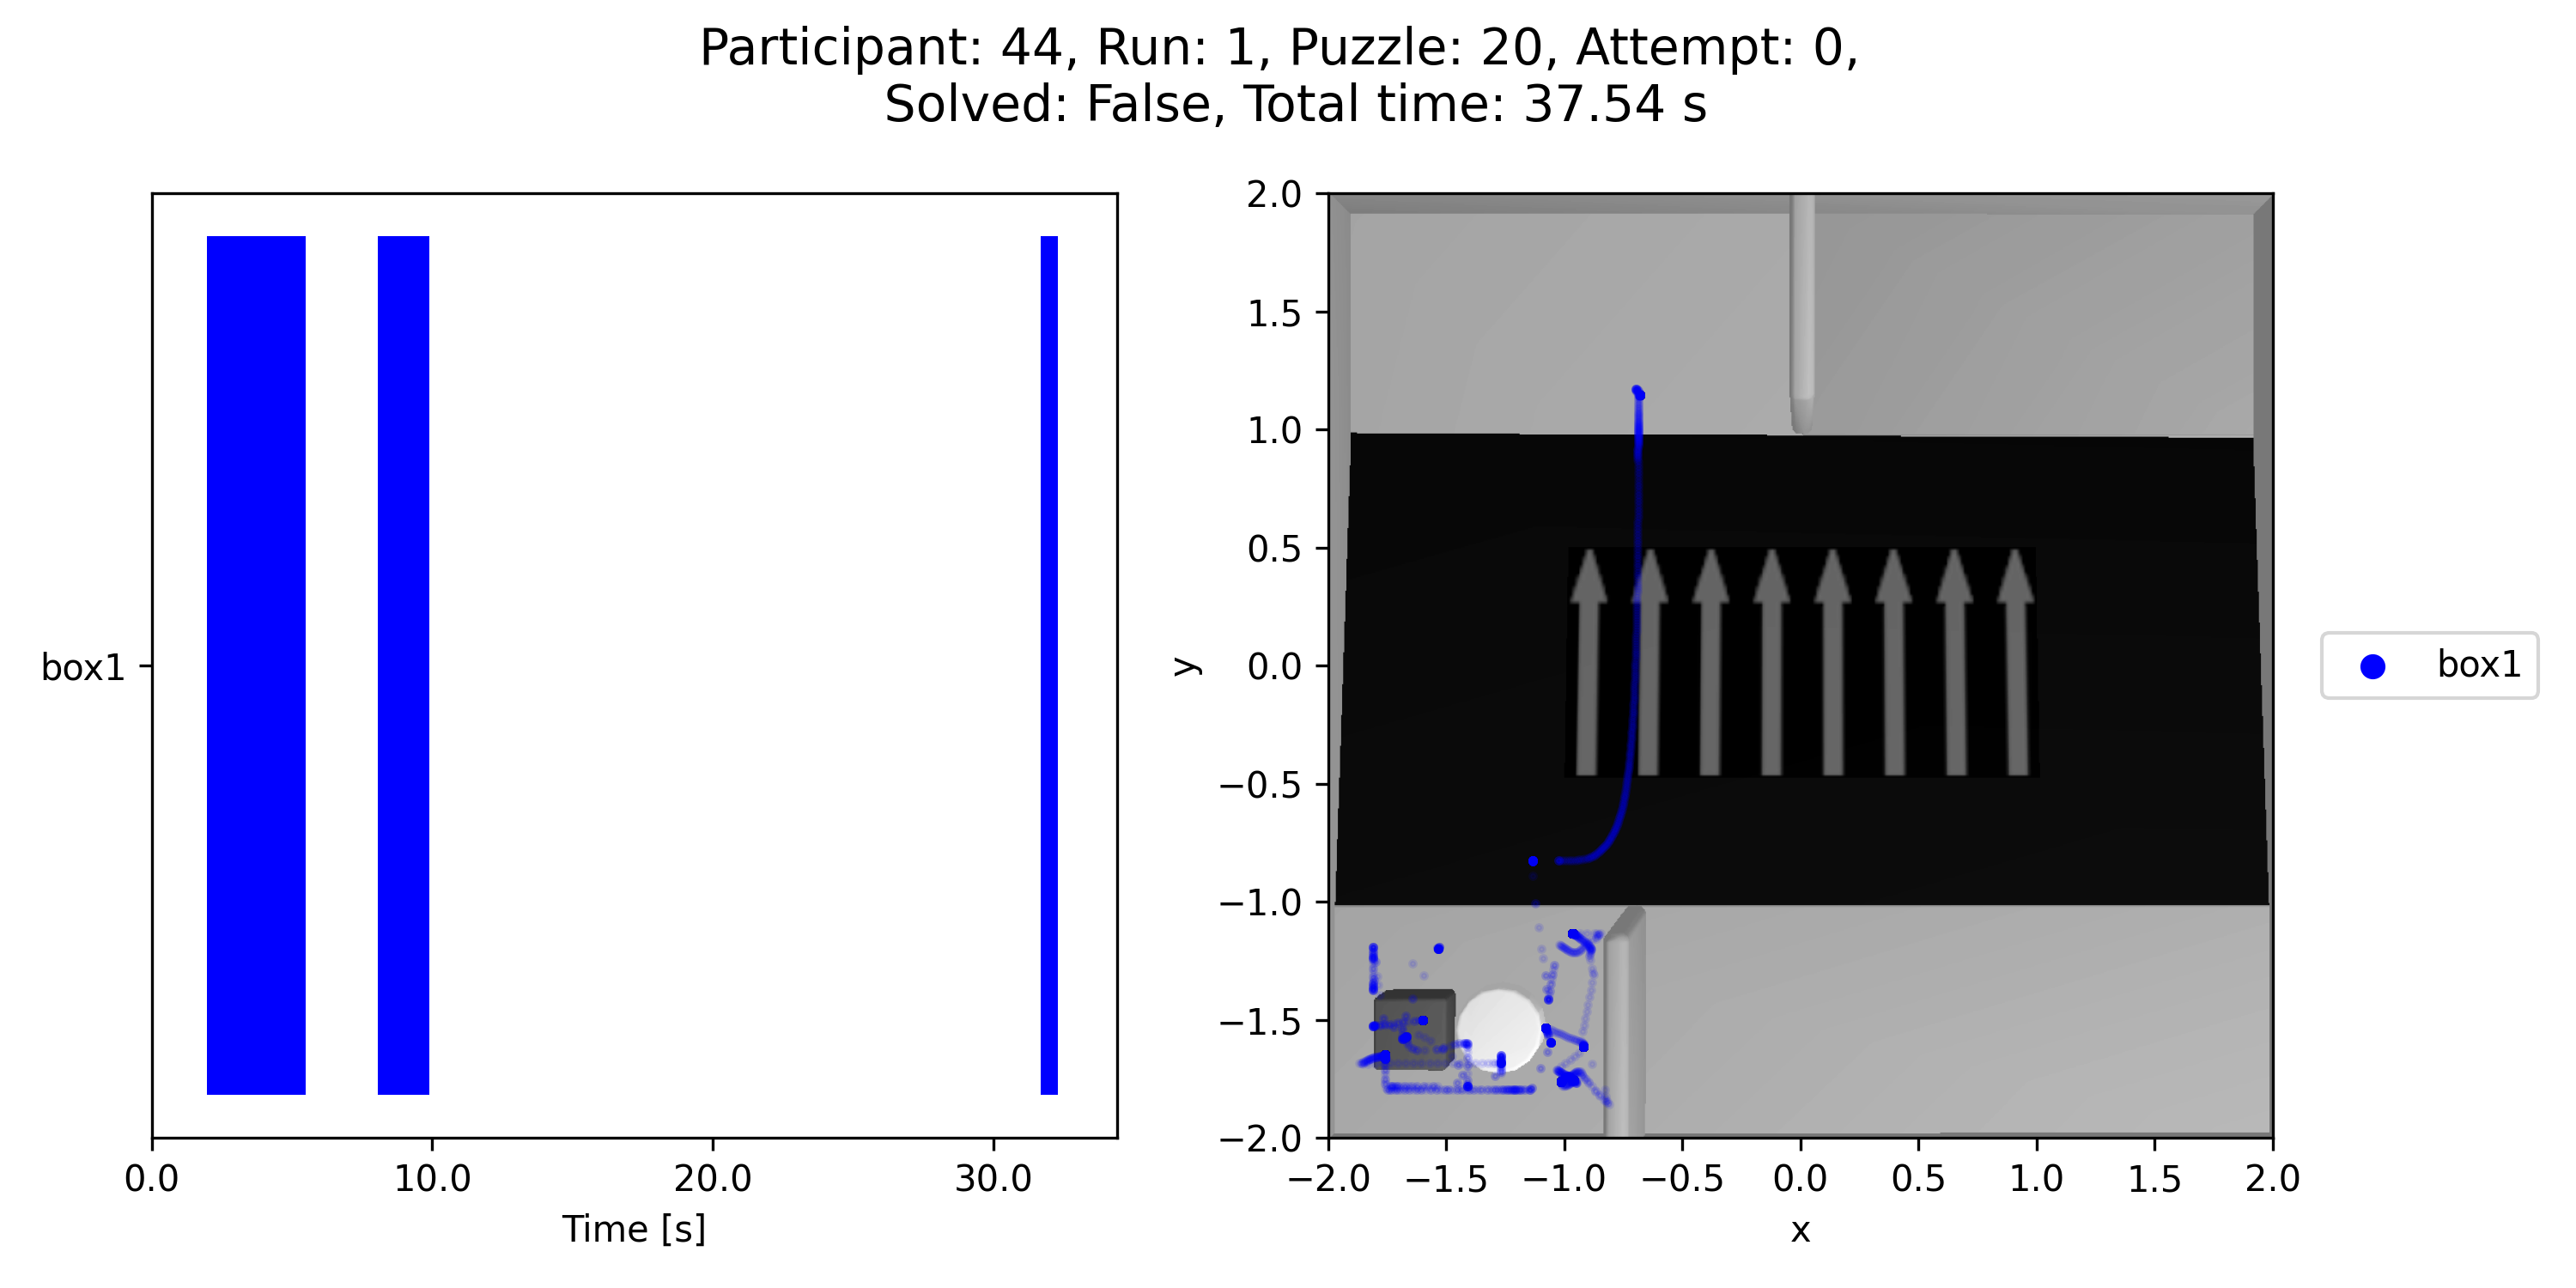 Participant: 44, Run: 1, Puzzle: 20, Attempt: 0,
Solved: False, Total time: 37.54 s
box1
0.0 10.0 20.0 30.0
Time [s]
2.0
1.5
1.0
0.5
0.0
−0.5
−1.0
−1.5
−2.0
y
−2.0 −1.5 −1.0 −0.5 0.0 0.5 1.0 1.5 2.0
x
box1